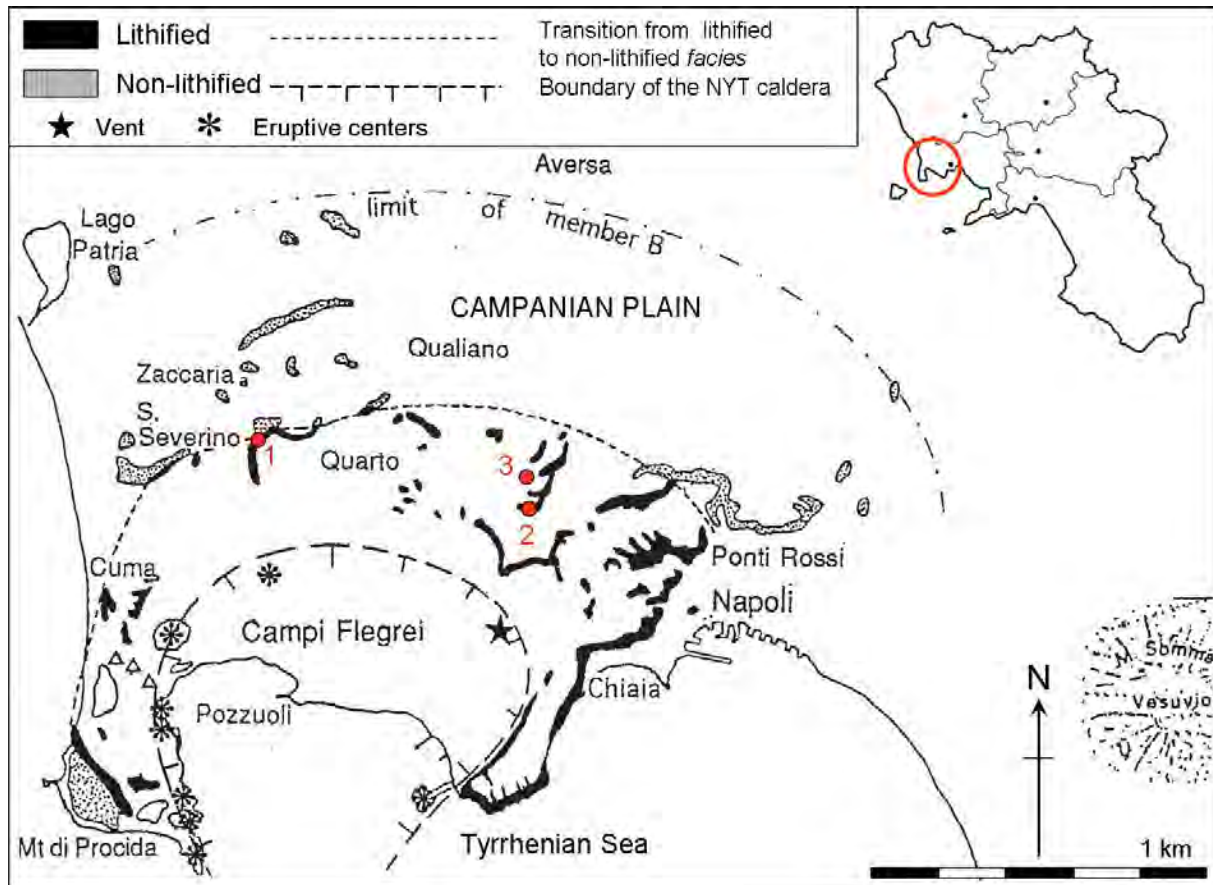 Lithified
Transition from lithified
to non-lithified facies
Non-lithified
Boundary of the NYT caldera
Vent
Eruptive centers
Aversa
Lago
Patria
limit of member B
CAMPANIAN PLAIN
Qualiano
Zaccaria
a
S.
Severino
1
Quarto
3
2
Cuma
Ponti Rossi
Napoli
Campi Flegrei
Somma
Chiaia
N
Vesuvio
Pozzuoli
Mt di Procida
Tyrrhenian Sea
1 km